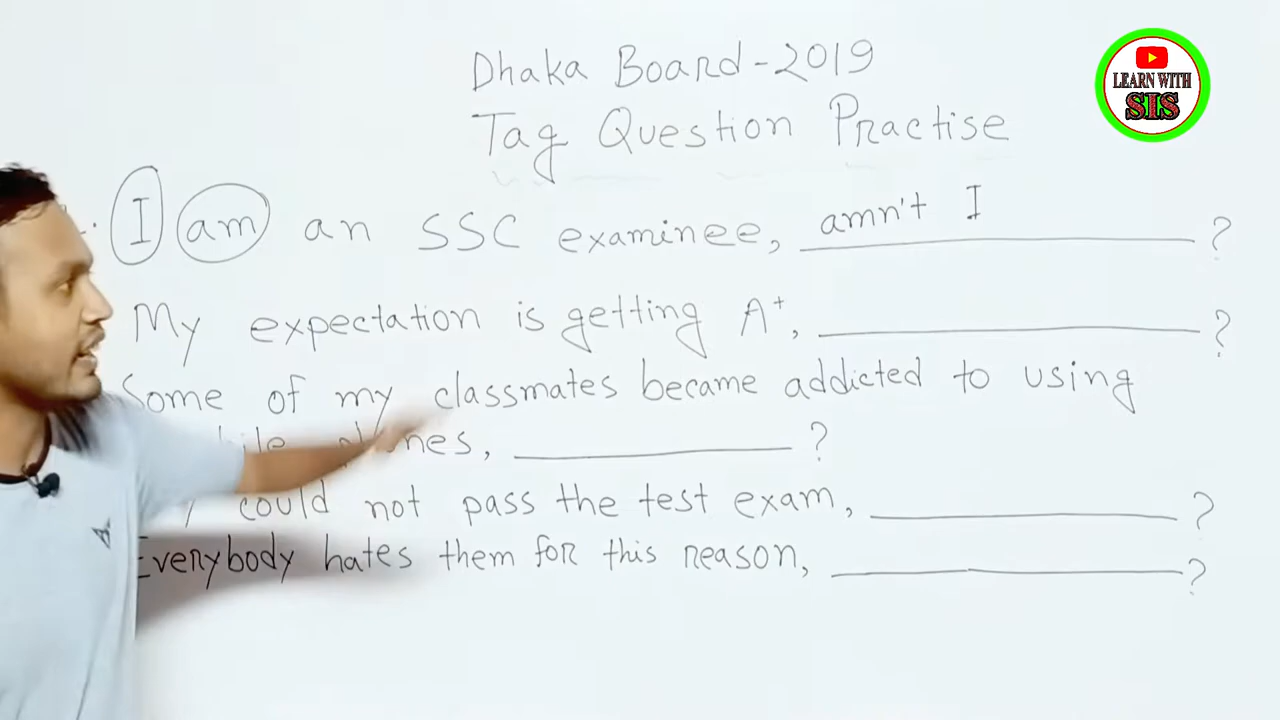 Dhaka Board-2019
LEARN WITH
SIS
Tag Question Practise
I am an SSC examinee, amn't I ?
My expectation is getting A+, ?
Some of my classmates became addicted to using
?
could not pass the test exam, ?
Everybody hates them for this reason, ?